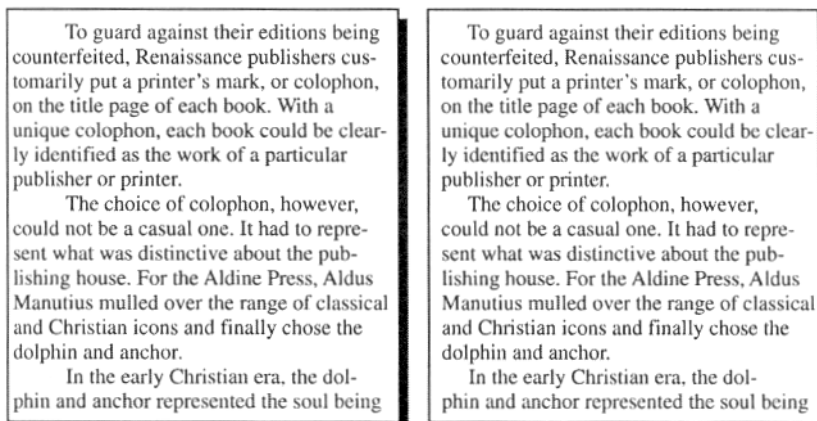 To guard against their editions being
counterfeited, Renaissance publishers cus-
tomarily put a printer's mark, or colophon,
on the title page of each book. With a
unique colophon, each book could be clear-
ly identified as the work of a particular
publisher or printer.
The choice of colophon, however,
could not be a casual one. It had to repre-
sent what was distinctive about the pub-
lishing house. For the Aldine Press, Aldus
Manutius mulled over the range of classical
and Christian icons and finally chose the
dolphin and anchor.
In the early Christian era, the dol-
phin and anchor represented the soul being
To guard against their editions being
counterfeited, Renaissance publishers cus-
tomarily put a printer's mark, or colophon,
on the title page of each book. With a
unique colophon, each book could be clear-
ly identified as the work of a particular
publisher or printer.
The choice of colophon, however,
could not be a casual one. It had to repre-
sent what was distinctive about the pub-
lishing house. For the Aldine Press, Aldus
Manutius mulled over the range of classical
and Christian icons and finally chose the
dolphin and anchor.
In the early Christian era, the dol-
phin and anchor represented the soul being